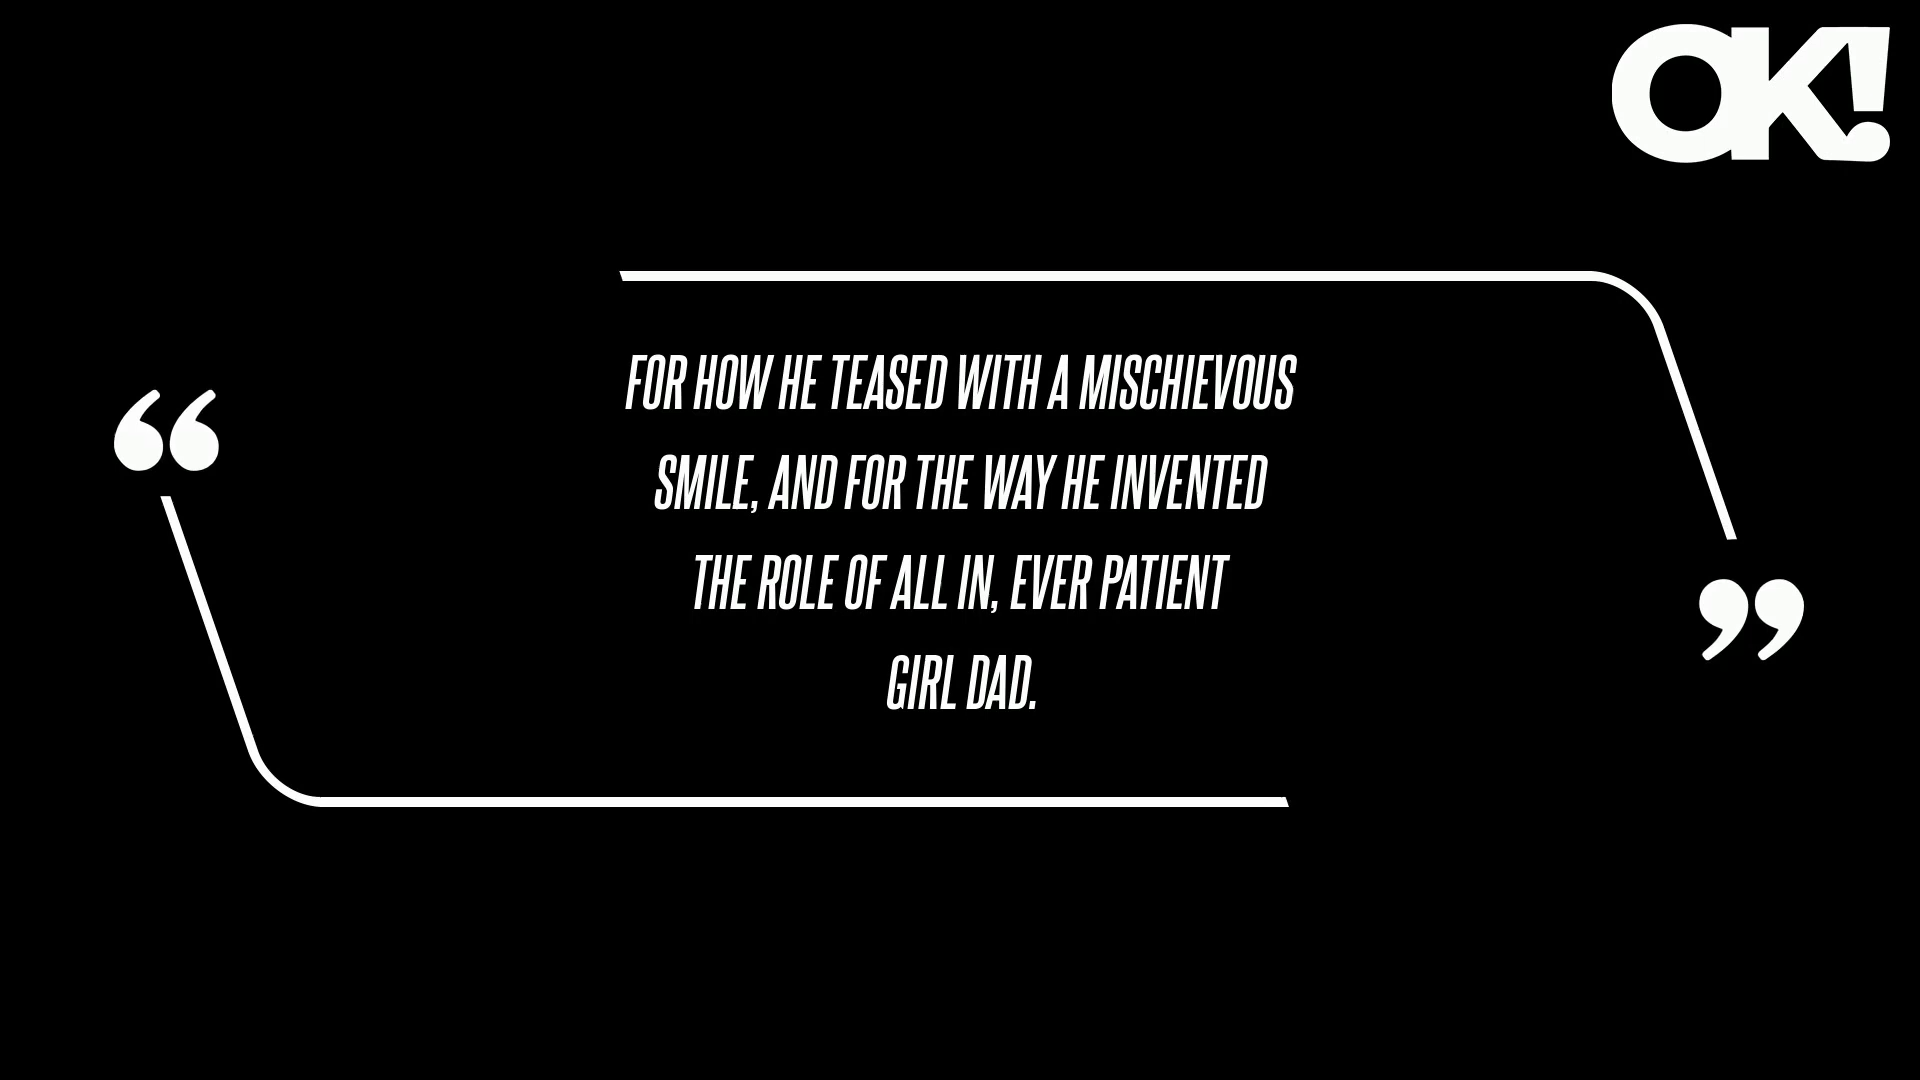 OK!
“
FOR HOW HE TEASED WITH A MISCHIEVOUS
SMILE, AND FOR THE WAY HE INVENTED
THE ROLE OF ALL IN, EVER PATIENT
GIRL DAD.
”